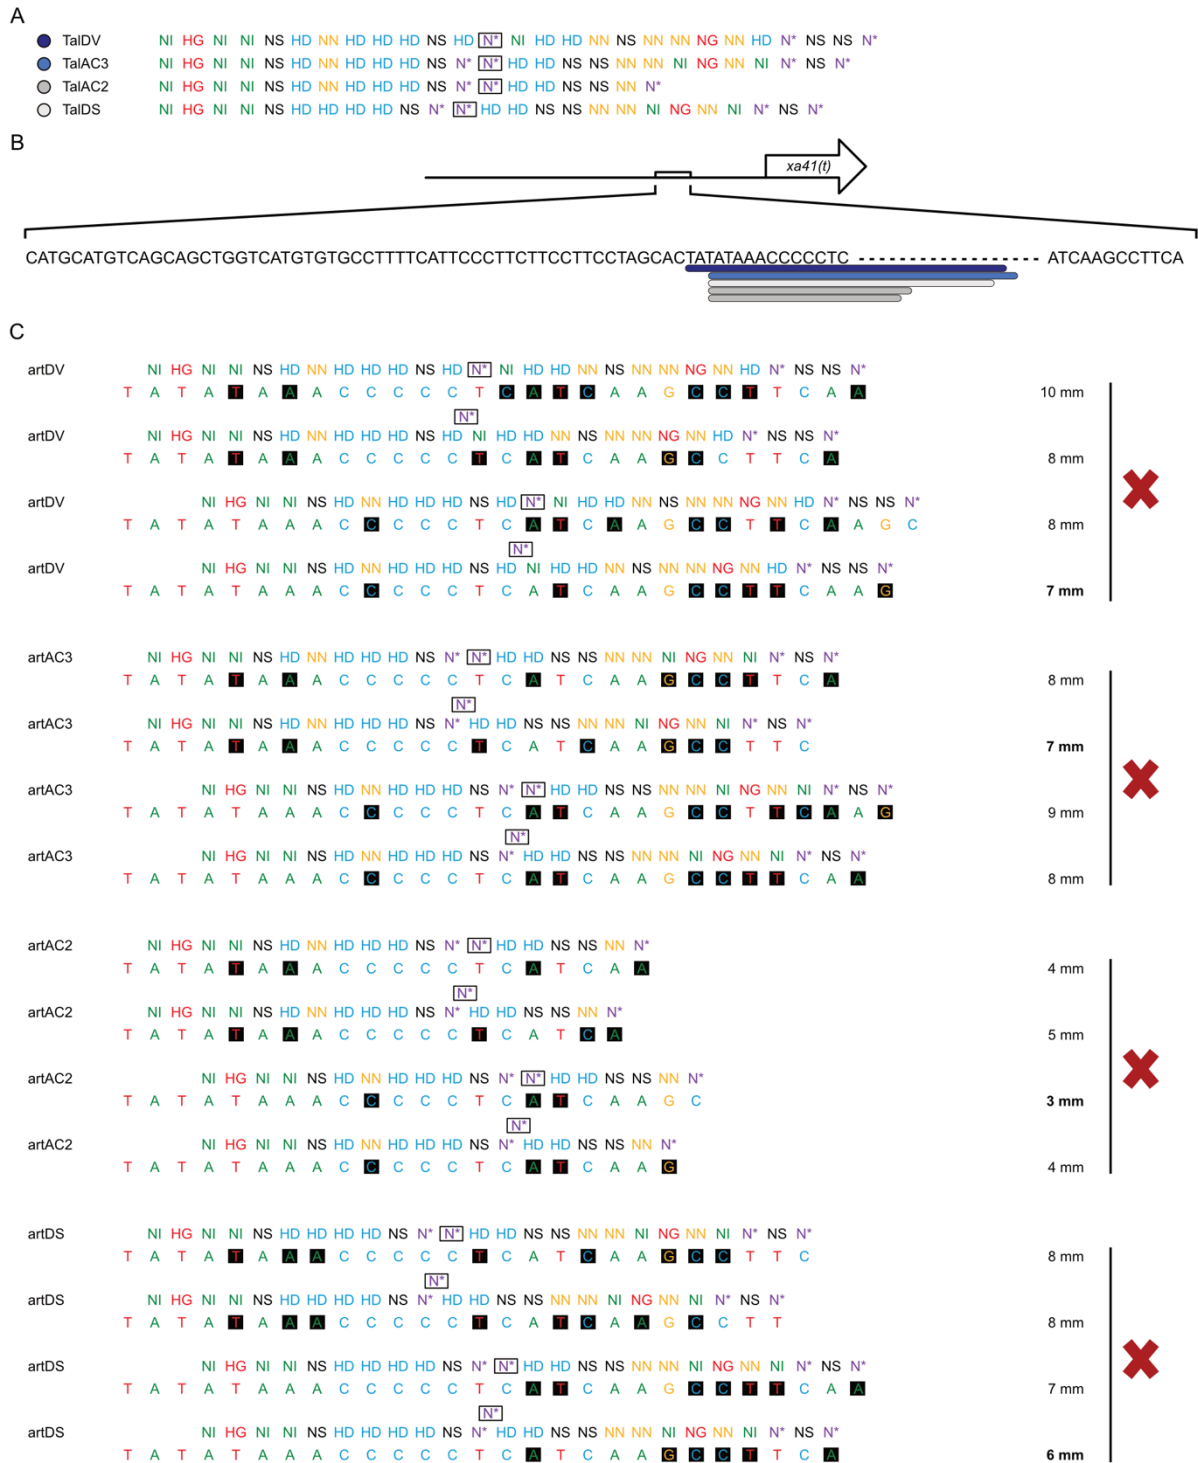 A
TalDV NI HG NI NI NS HD NN HD HD HD NS HD N* NI HD HD NN NS NN NN NG NN HD N* NS NS N*
TalAC3 NI HG NI NI NS HD NN HD HD HD NS N* N* HD HD NS NS NN NN NI NG NN NI N* NS N*
TalAC2 NI HG NI NI NS HD NN HD HD HD NS N* N* HD HD NS NS NN N*
TalDS NI HG NI NI NS HD HD HD HD NS N* N* HD HD NS NS NN NN NI NG NN NI N* NS N*
B
xa41(t)
CATGCATGTCAGCAGCTGGTCATGTGTGCCTTTTCATTCCCTTCTTCCTTCCTAGCACTATATAAACCCCCTC - - - - - - - - - - - - - - - - - ATCAAGCCTTCA
C
artDV NI HG NI NI NS HD NN HD HD HD NS HD N* NI HD HD NN NS NN NN NG NN HD N* NS NS N*
T A T A T A A A C C C C C T C A T C A A G C C T T C A A 10 mm
N*
artDV NI HG NI NI NS HD NN HD HD HD NS HD NI HD HD NN NS NN NN NG NN HD N* NS NS N*
T A T A T A A A C C C C C T C A T C A A G C C T T C A 8 mm
artDV NI HG NI NI NS HD NN HD HD HD NS HD N* NI HD HD NN NS NN NN NG NN HD N* NS NS N*
T A T A T A A A C C C C C T C A T C A A G C C T T C A A G C 8 mm
N*
artDV NI HG NI NI NS HD NN HD HD HD NS HD NI HD HD NN NS NN NN NG NN HD N* NS NS N*
T A T A T A A A C C C C C T C A T C A A G C C T T C A A G 7 mm
artAC3 NI HG NI NI NS HD NN HD HD HD NS N* N* HD HD NS NS NN NN NI NG NN NI N* NS N*
T A T A T A A A C C C C C T C A T C A A G C C T T C A 8 mm
N*
artAC3 NI HG NI NI NS HD NN HD HD HD NS N* HD HD NS NS NN NN NI NG NN NI N* NS N*
T A T A T A A A C C C C C T C A T C A A G C C T T C 7 mm
artAC3 NI HG NI NI NS HD NN HD HD HD NS N* N* HD HD NS NS NN NN NI NG NN NI N* NS N*
T A T A T A A A C C C C C T C A T C A A G C C T T C A A G 9 mm
N*
artAC3 NI HG NI NI NS HD NN HD HD HD NS N* HD HD NS NS NN NN NI NG NN NI N* NS N*
T A T A T A A A C C C C C T C A T C A A G C C T T C A A 8 mm
artAC2 NI HG NI NI NS HD NN HD HD HD NS N* N* HD HD NS NS NN N*
T A T A T A A A C C C C C T C A T C A A 4 mm
N*
artAC2 NI HG NI NI NS HD NN HD HD HD NS N* HD HD NS NS NN N*
T A T A T A A A C C C C C T C A T C A 5 mm
artAC2 NI HG NI NI NS HD NN HD HD HD NS N* N* HD HD NS NS NN N*
T A T A T A A A C C C C C T C A T C A A G C 3 mm
N*
artAC2 NI HG NI NI NS HD NN HD HD HD NS N* HD HD NS NS NN N*
T A T A T A A A C C C C C T C A T C A A G 4 mm
artDS NI HG NI NI NS HD HD HD HD NS N* N* HD HD NS NS NN NN NI NG NN NI N* NS N*
T A T A T A A A C C C C C T C A T C A A G C C T T C 8 mm
N*
artDS NI HG NI NI NS HD HD HD HD NS N* HD HD NS NS NN NN NI NG NN NI N* NS N*
T A T A T A A A C C C C C T C A T C A A G C C T T 8 mm
artDS NI HG NI NI NS HD HD HD HD NS N* N* HD HD NS NS NN NN NI NG NN NI N* NS N*
T A T A T A A A C C C C C T C A T C A A G C C T T C A A 7 mm
N*
artDS NI HG NI NI NS HD HD HD HD NS N* HD HD NS NS NN NN NI NG NN NI N* NS N*
T A T A T A A A C C C C C T C A T C A A G C C T T C A 6 mm